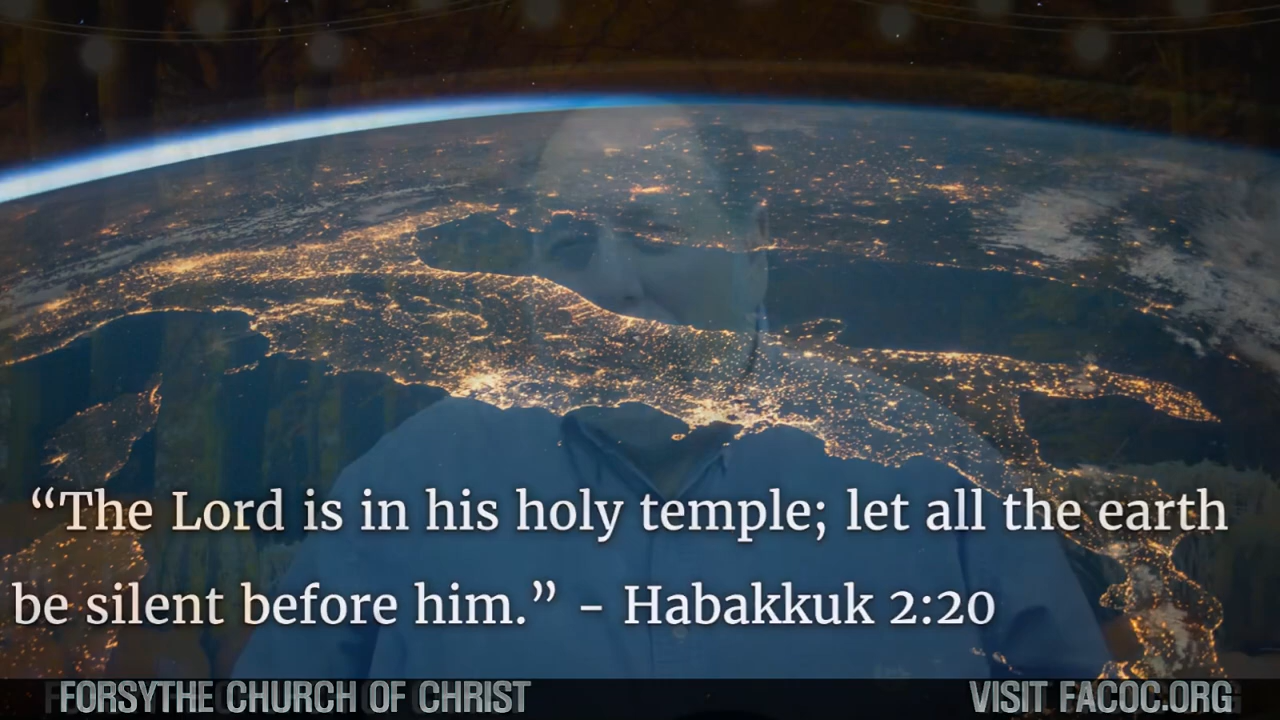 “The Lord is in his holy temple; let all the earth
be silent before him.” - Habakkuk 2:20
FORSYTHE CHURCH OF CHRIST
VISIT FACOC.ORG